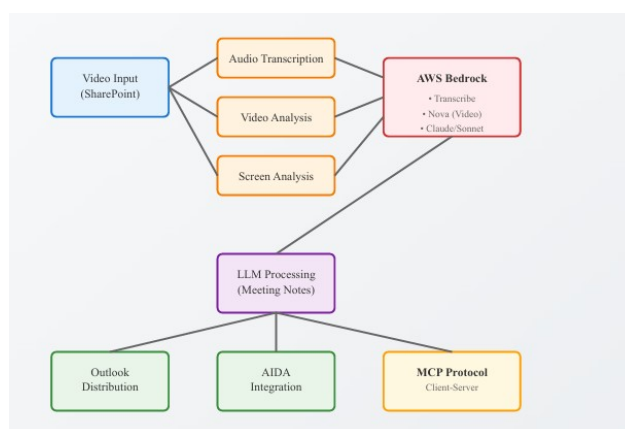 Audio Transcription
Video Input
(SharePoint)
AWS Bedrock
• Transcribe
• Nova (Video)
• Claude/Sonnet
Video Analysis
Screen Analysis
LLM Processing
(Meeting Notes)
Outlook
Distribution
AIDA
Integration
MCP Protocol
Client-Server